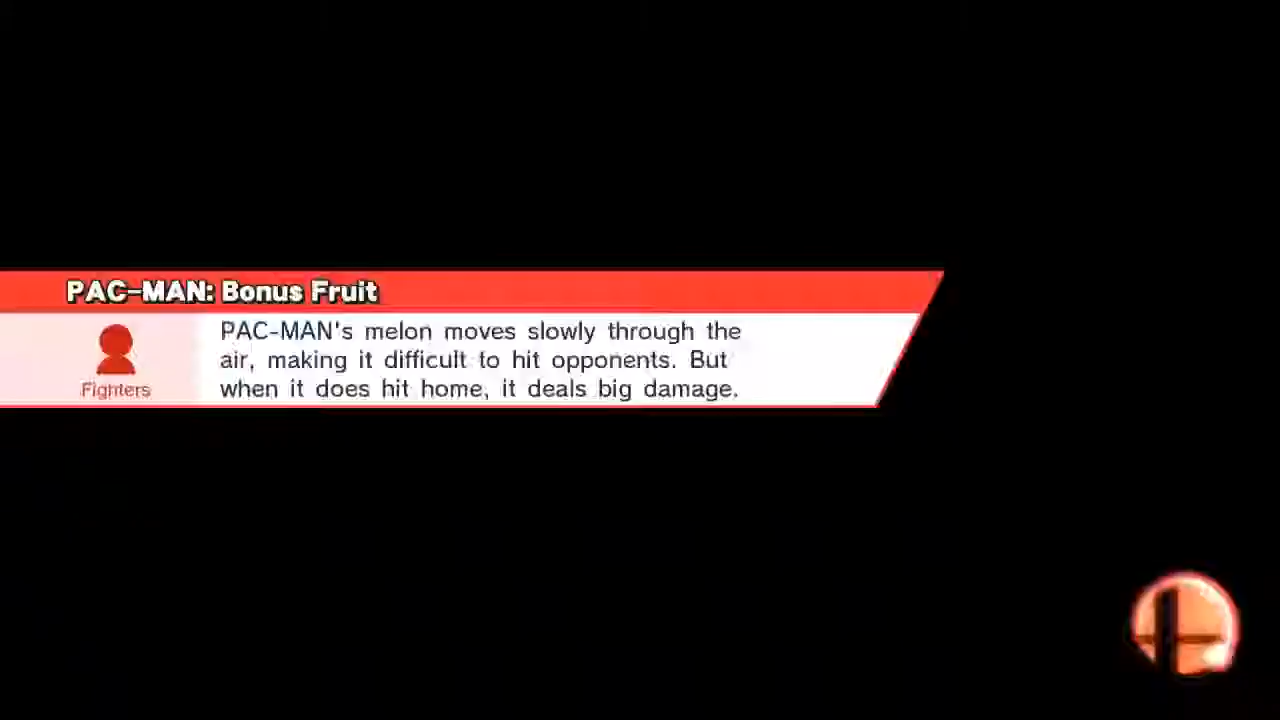 PAC-MAN: Bonus Fruit
Fighters
PAC-MAN's melon moves slowly through the
air, making it difficult to hit opponents. But
when it does hit home, it deals big damage.